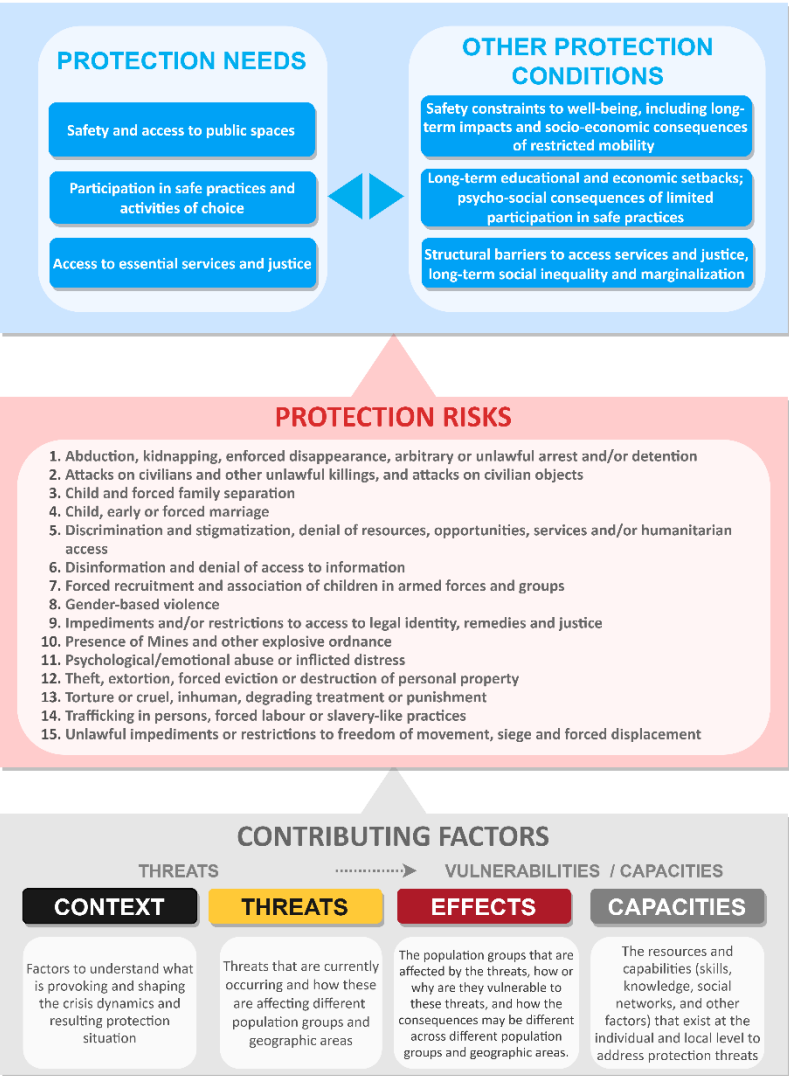 PROTECTION NEEDS
Safety and access to public spaces
Participation in safe practices and
activities of choice
Access to essential services and justice
OTHER PROTECTION
CONDITIONS
Safety constraints to well-being, including long-
term impacts and socio-economic consequences
of restricted mobility
Long-term educational and economic setbacks;
psycho-social consequences of limited
participation in safe practices
Structural barriers to access services and justice,
long-term social inequality and marginalization
PROTECTION RISKS
1. Abduction, kidnapping, enforced disappearance, arbitrary or unlawful arrest and/or detention
2. Attacks on civilians and other unlawful killings, and attacks on civilian objects
3. Child and forced family separation
4. Child, early or forced marriage
5. Discrimination and stigmatization, denial of resources, opportunities, services and/or humanitarian
access
6. Disinformation and denial of access to information
7. Forced recruitment and association of children in armed forces and groups
8. Gender-based violence
9. Impediments and/or restrictions to access to legal identity, remedies and justice
10. Presence of Mines and other explosive ordnance
11. Psychological/emotional abuse or inflicted distress
12. Theft, extortion, forced eviction or destruction of personal property
13. Torture or cruel, inhuman, degrading treatment or punishment
14. Trafficking in persons, forced labour or slavery-like practices
15. Unlawful impediments or restrictions to freedom of movement, siege and forced displacement
CONTRIBUTING FACTORS
THREATS
VULNERABILITIES / CAPACITIES
CONTEXT
Factors to understand what
is provoking and shaping
the crisis dynamics and
resulting protection
situation
THREATS
Threats that are currently
occurring and how these
are affecting different
population groups and
geographic areas
EFFECTS
The population groups that are
affected by the threats, how or
why are they vulnerable to
these threats, and how the
consequences may be different
across different population
groups and geographic areas.
CAPACITIES
The resources and
capabilities (skills,
knowledge, social
networks, and other
factors) that exist at the
individual and local level to
address protection threats